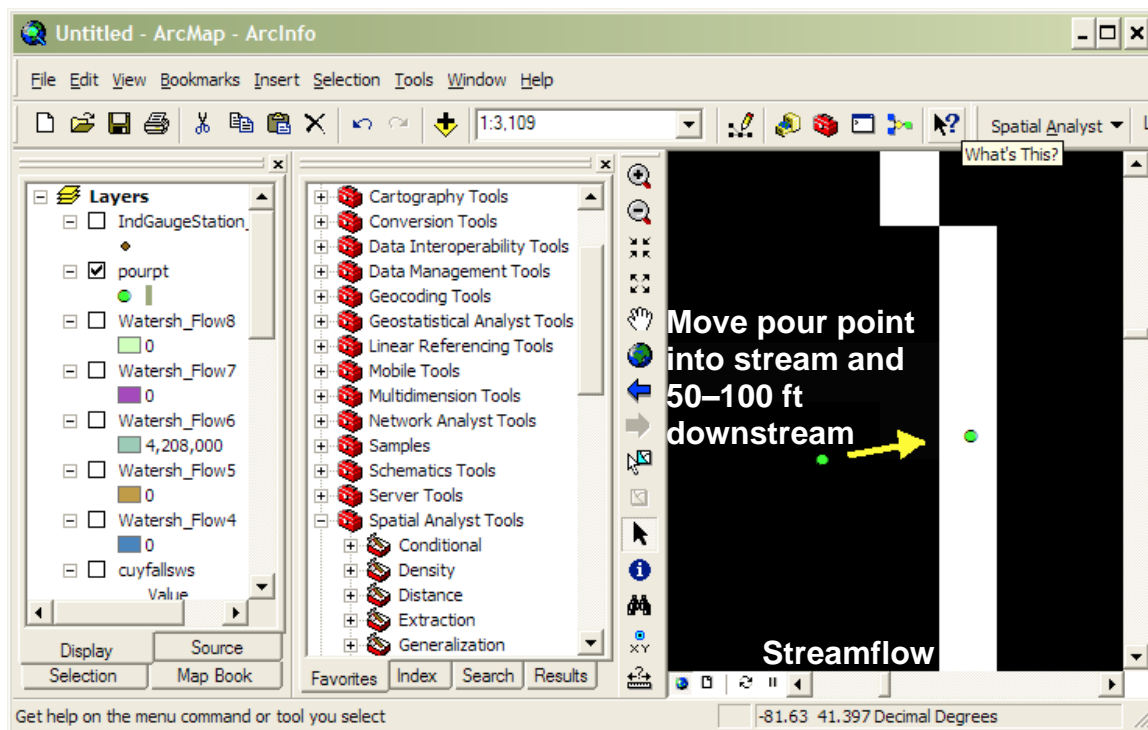 Untitled - ArcMap - ArcInfo
File Edit View Bookmarks Insert Selection Tools Window Help
1:3,109
Spatial Analyst
What's This?
Layers
IndGaugeStation_
pourpt
Watersh_Flow8
0
Watersh_Flow7
0
Watersh_Flow6
4,208,000
Watersh_Flow5
0
Watersh_Flow4
0
cuyfallsws
Value
Display Source
Selection Map Book
Cartography Tools
Conversion Tools
Data Interoperability Tools
Data Management Tools
Geocoding Tools
Geostatistical Analyst Tools
Linear Referencing Tools
Mobile Tools
Multidimension Tools
Network Analyst Tools
Samples
Schematics Tools
Server Tools
Spatial Analyst Tools
Conditional
Density
Distance
Extraction
Generalization
Favorites Index Search Results
XY
Move pour point
into stream and
50–100 ft
downstream
Streamflow
Get help on the menu command or tool you select
-81.63 41.397 Decimal Degrees